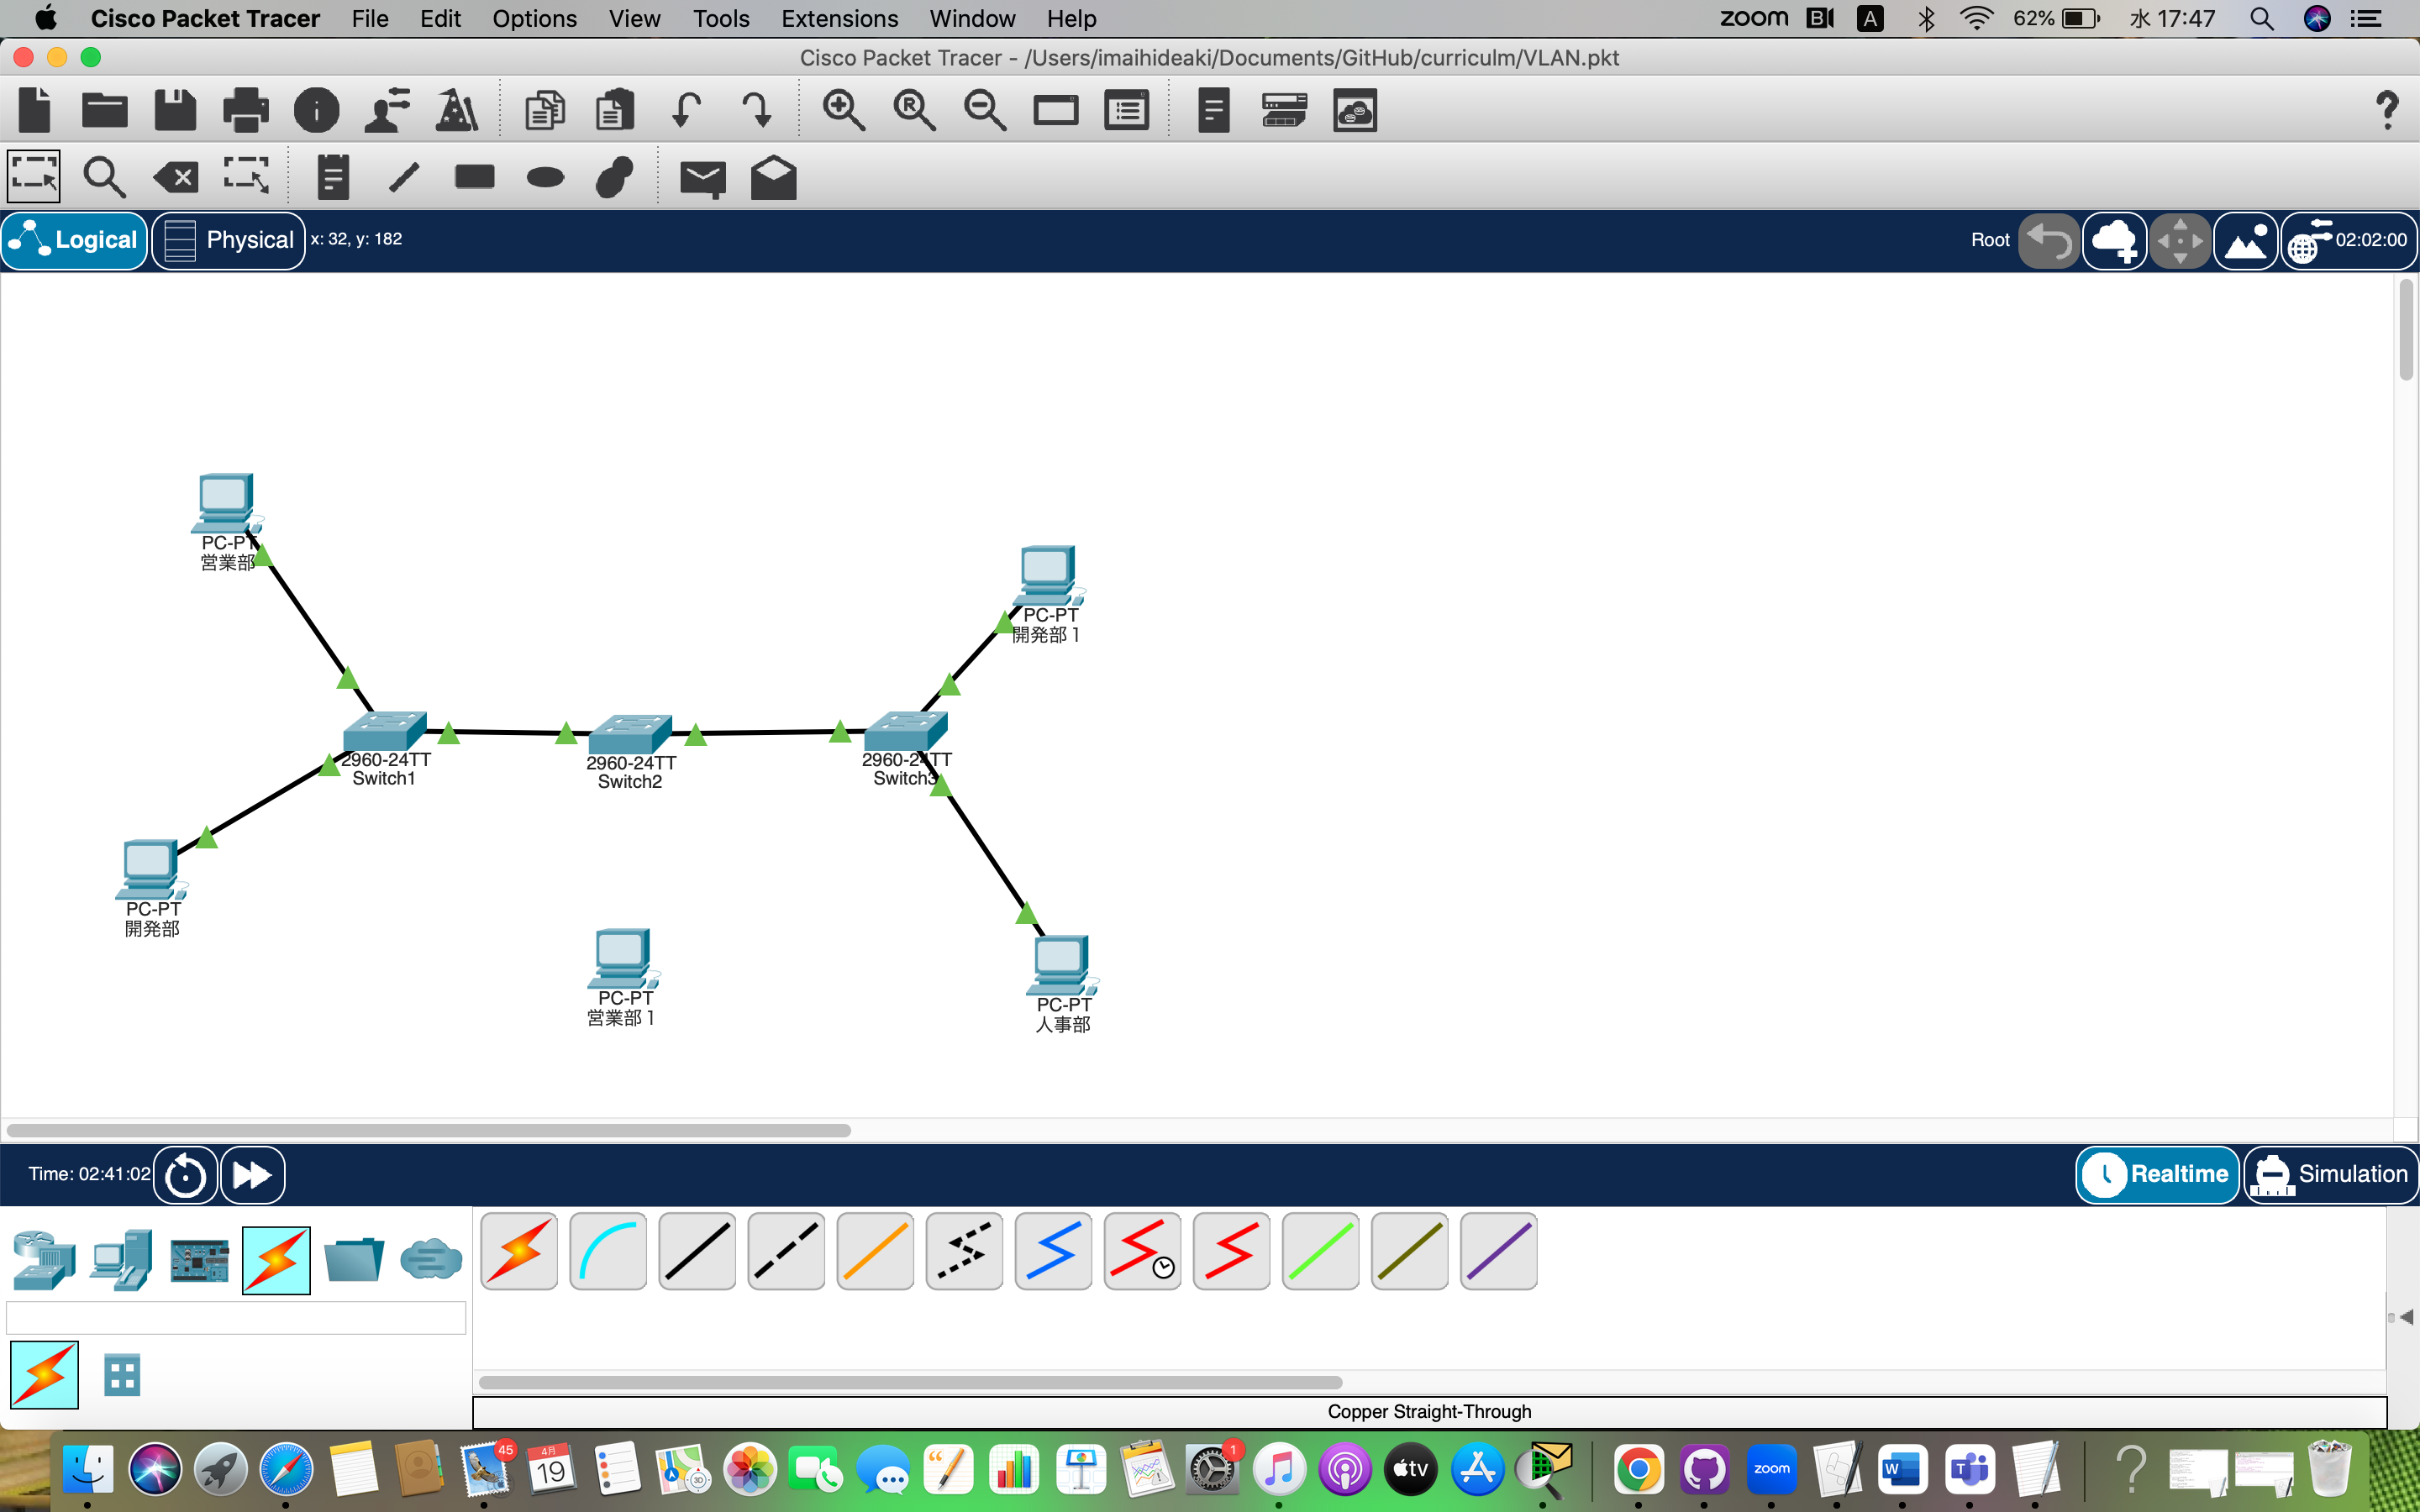 Cisco Packet Tracer File Edit Options View Tools Extensions Window Help zoom A 62% 水 17:47
Cisco Packet Tracer - /Users/imaihideaki/Documents/GitHub/curriculm/VLAN.pkt
Logical Physical x: 32, y: 182 Root 02:02:00
PC-PT
営業部
PC-PT
開発部 1
2960-24TT
Switch1
2960-24TT
Switch2
2960-24TT
Switch3
PC-PT
開発部
PC-PT
営業部 1
PC-PT
人事部
Time: 02:41:02 Realtime Simulation
Copper Straight-Through
45
4月
19
3D
1
tv
zoom
W
T